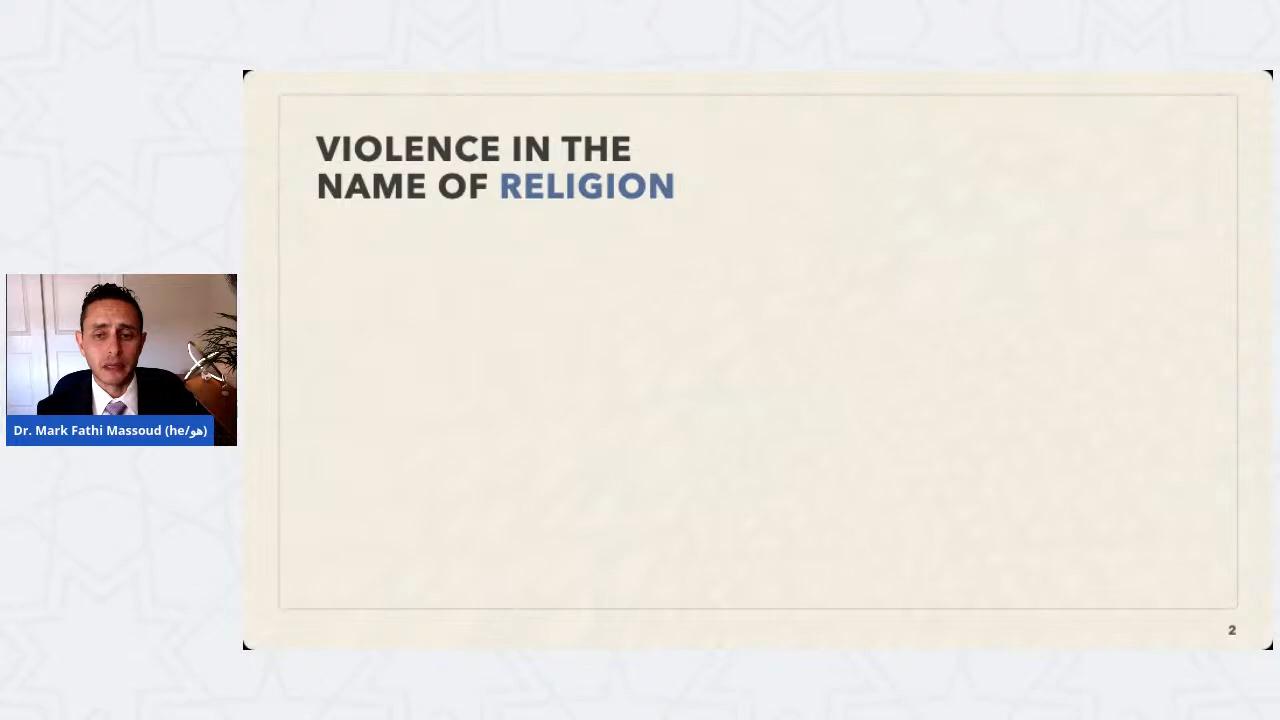 VIOLENCE IN THE
NAME OF RELIGION
Dr. Mark Fathi Massoud (he/هو)
2